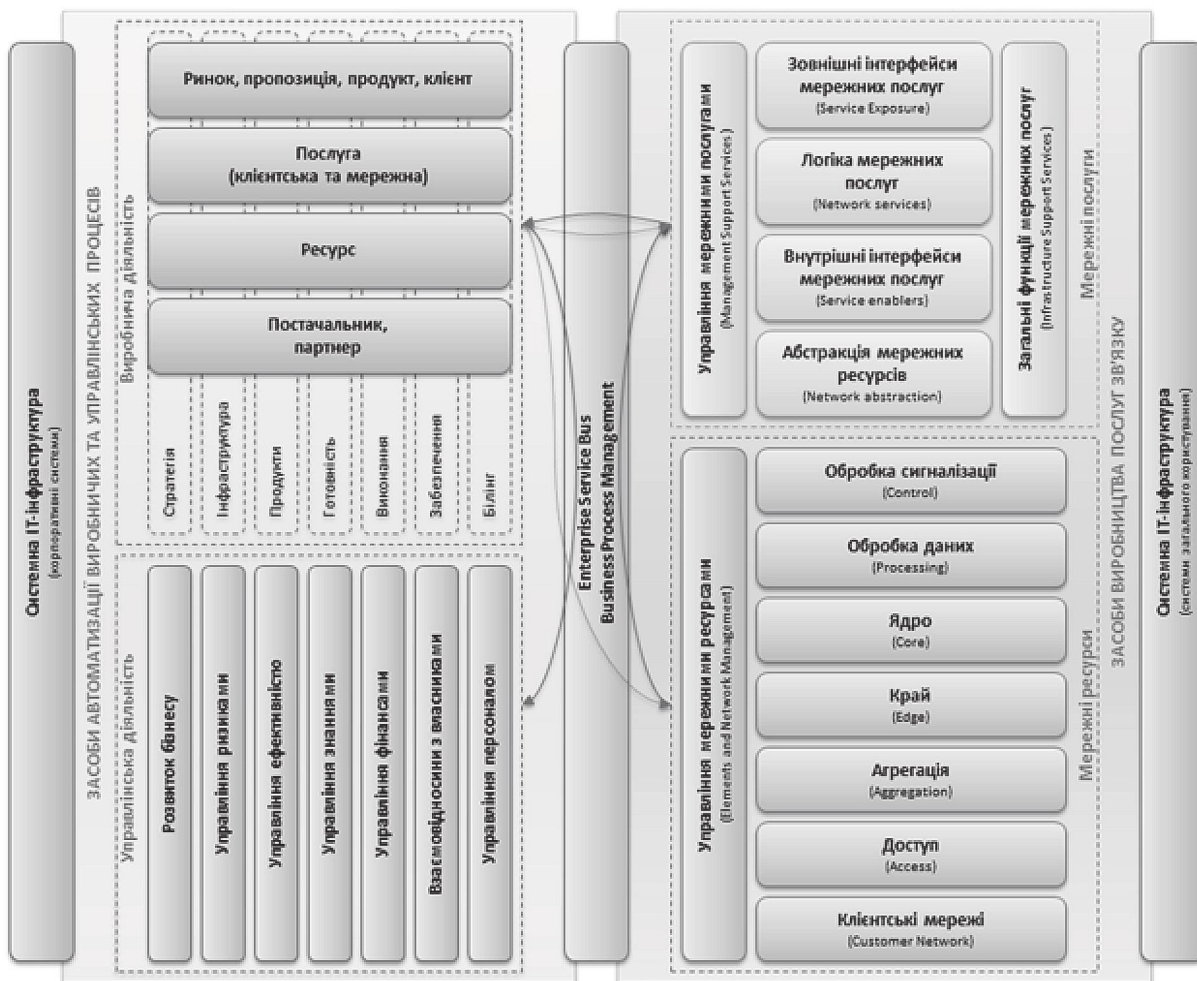 Системна ІТ-інфраструктура
(корпоративні системи)
ЗАСОБИ АВТОМАТИЗАЦІЇ ВИРОБНИЧИХ ТА УПРАВЛІНСЬКИХ ПРОЦЕСІВ
Виробнича діяльність
Ринок, пропозиція, продукт, клієнт
Послуга
(клієнтська та мережна)
Ресурс
Постачальник,
партнер
Стратегія
Інфраструктура
Продукти
Готовність
Виконання
Забезпечення
Білінг
Управлінська діяльність
Розвиток бізнесу
Управління ризиками
Управління ефективністю
Управління знаннями
Управління фінансами
Взаємовідносини з власниками
Управління персоналом
Enterprise Service Bus
Business Process Management
Управління мережними послугами
(Management Support Services)
Зовнішні інтерфейси
мережних послуг
(Service Exposure)
Логіка мережних
послуг
(Network services)
Внутрішні інтерфейси
мережних послуг
(Service enablers)
Абстракція мережних
ресурсів
(Network abstraction)
Загальні функції мережних послуг
(Infrastructure Support Services)
Мережні послуги
Управління мережними ресурсами
(Elements and Network Management)
Обробка сигналізації
(Control)
Обробка даних
(Processing)
Ядро
(Core)
Край
(Edge)
Агрегація
(Aggregation)
Доступ
(Access)
Клієнтські мережі
(Customer Network)
Мережні ресурси
ЗАСОБИ ВИРОБНИЦТВА ПОСЛУГ ЗВ'ЯЗКУ
Системна ІТ-інфраструктура
(системи загального користування)